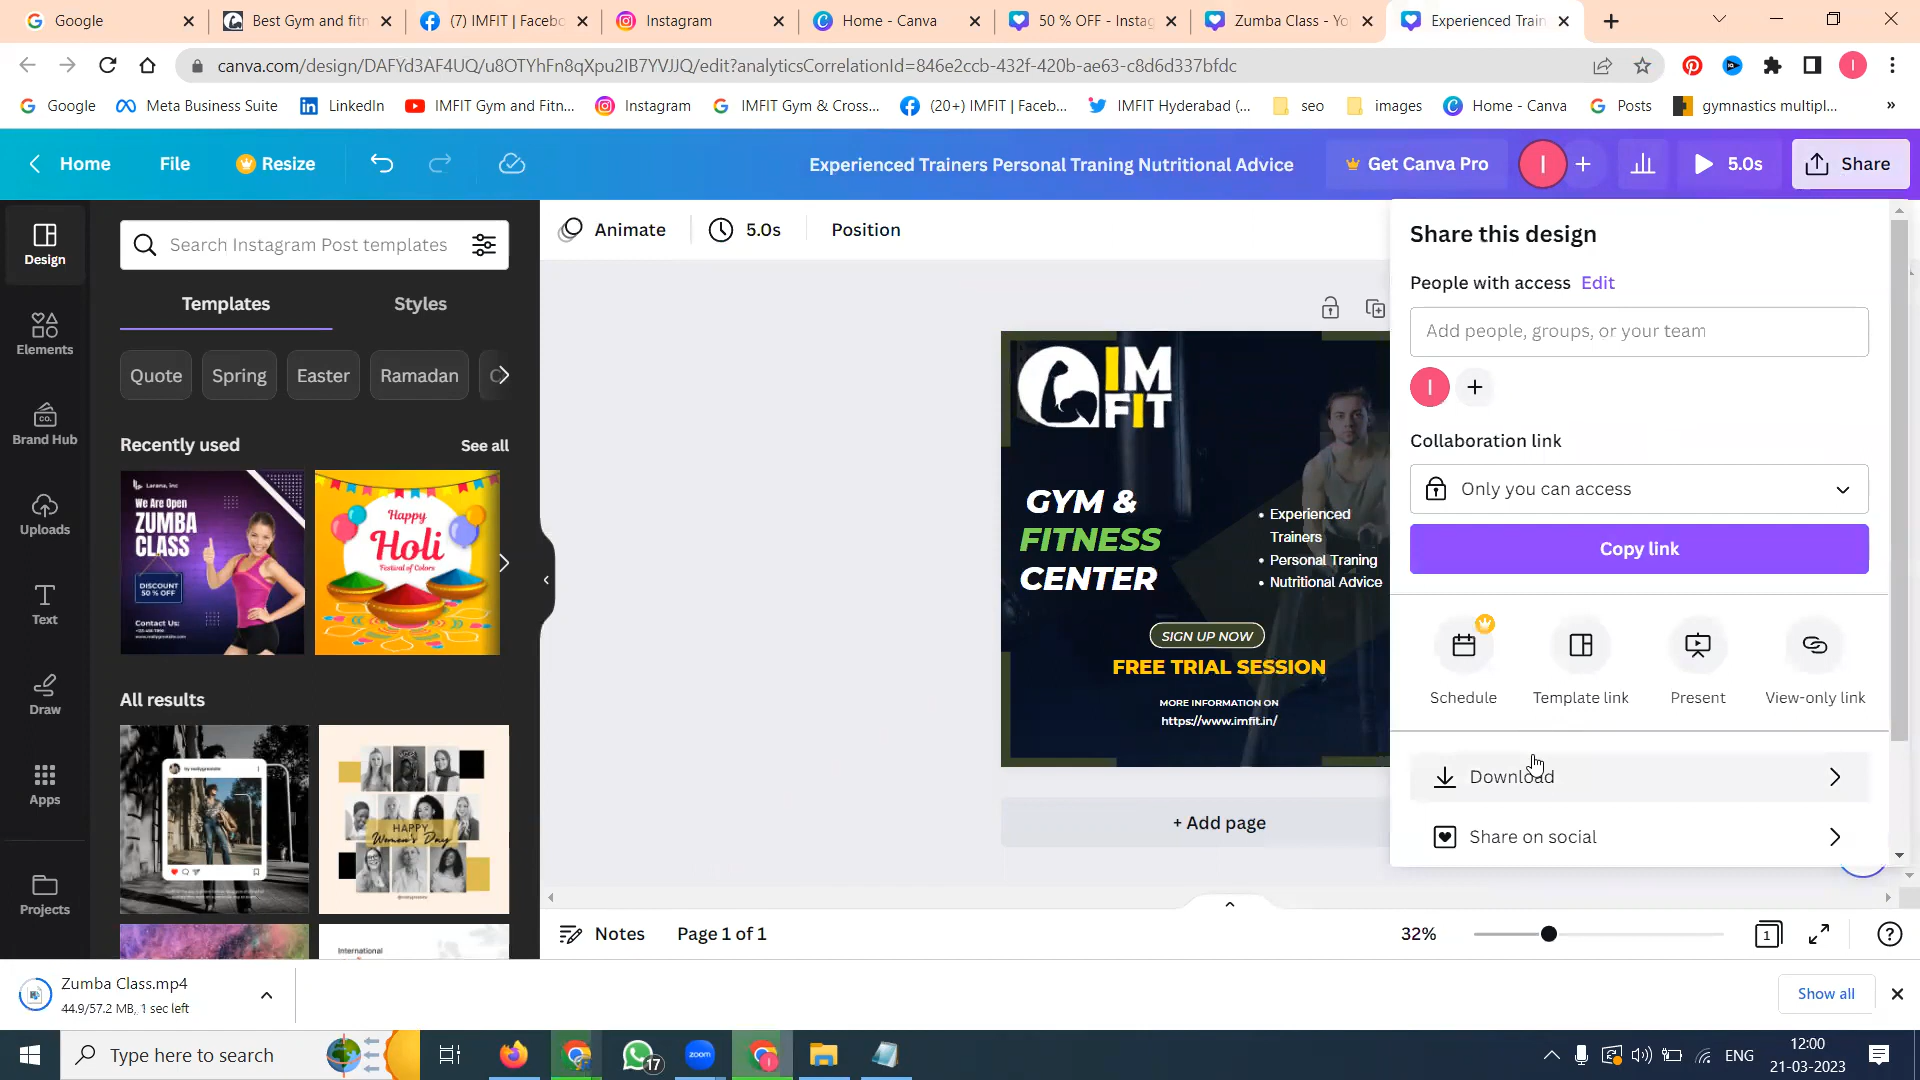 Google
Best Gym and fitn
(7) IMFIT | Facebo
Instagram
Home - Canva
50 % OFF - Instag
Zumba Class - Yo
Experienced Train
canva.com/design/DAFYd3AF4UQ/u8OTYhFn8qXpu2IB7YVJJQ/edit?analyticsCorrelationId=846e2ccb-432f-420b-ae63-c8d6d337bfdc
Google
Meta Business Suite
LinkedIn
IMFIT Gym and Fitn...
Instagram
IMFIT Gym & Cross...
(20+) IMFIT | Faceb...
IMFIT Hyderabad (...
seo
images
Home - Canva
Posts
gymnastics multipl...
Home
File
Resize
Experienced Trainers Personal Traning Nutritional Advice
Get Canva Pro
I
5.0s
Share
Design
Elements
Brand Hub
Uploads
Text
Draw
Apps
Projects
Search Instagram Post templates
Templates
Styles
Quote
Spring
Easter
Ramadan
Recently used
See all
Larana, Inc
We Are Open
ZUMBA
CLASS
DISCOUNT
50 % OFF
Contact Us:
Happy
Holi
Festival of Colors
All results
HAPPY
Women's Day
International
Animate
5.0s
Position
IM
FIT
GYM &
FITNESS
CENTER
• Experienced
Trainers
• Personal Traning
• Nutritional Advice
SIGN UP NOW
FREE TRIAL SESSION
MORE INFORMATION ON
https://www.imfit.in/
+ Add page
Share this design
People with access Edit
Add people, groups, or your team
I
Collaboration link
Only you can access
Copy link
Schedule
Template link
Present
View-only link
Download
Share on social
Notes
Page 1 of 1
32%
1
Zumba Class.mp4
44.9/57.2 MB, 1 sec left
Show all
Type here to search
17
zoom
ENG
12:00
21-03-2023